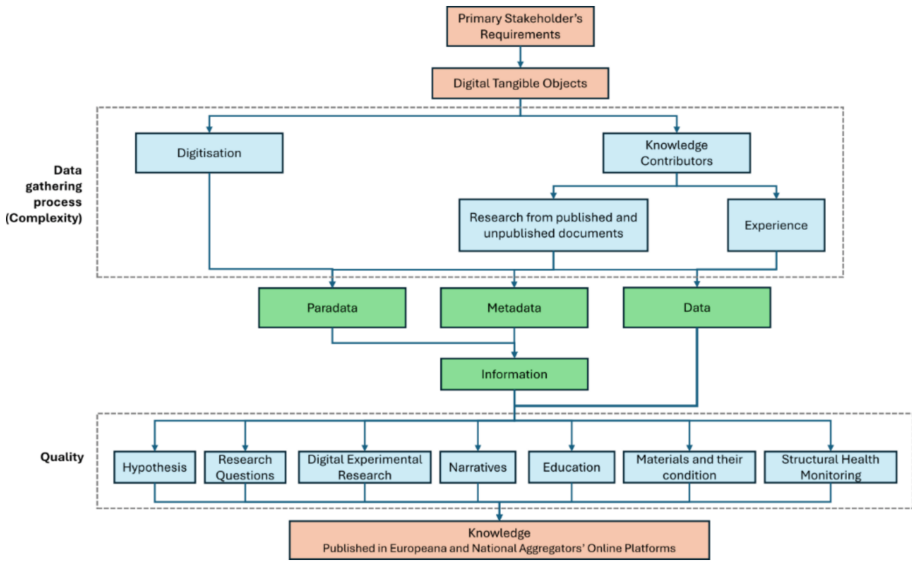 Primary Stakeholder's
Requirements
Digital Tangible Objects
Data
gathering
process
(Complexity)
Digitisation
Knowledge
Contributors
Research from published and
unpublished documents
Experience
Paradata
Metadata
Data
Information
Quality
Hypothesis
Research
Questions
Digital Experimental
Research
Narratives
Education
Materials and their
condition
Structural Health
Monitoring
Knowledge
Published in Europeana and National Aggregators' Online Platforms